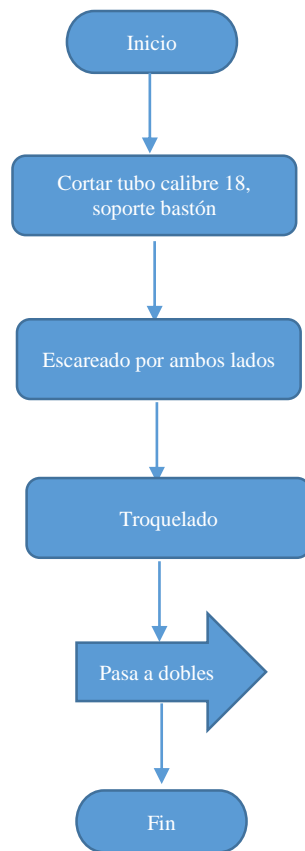 Inicio
Cortar tubo calibre 18,
soporte bastón
Escareado por ambos lados
Troquelado
Pasa a dobles
Fin